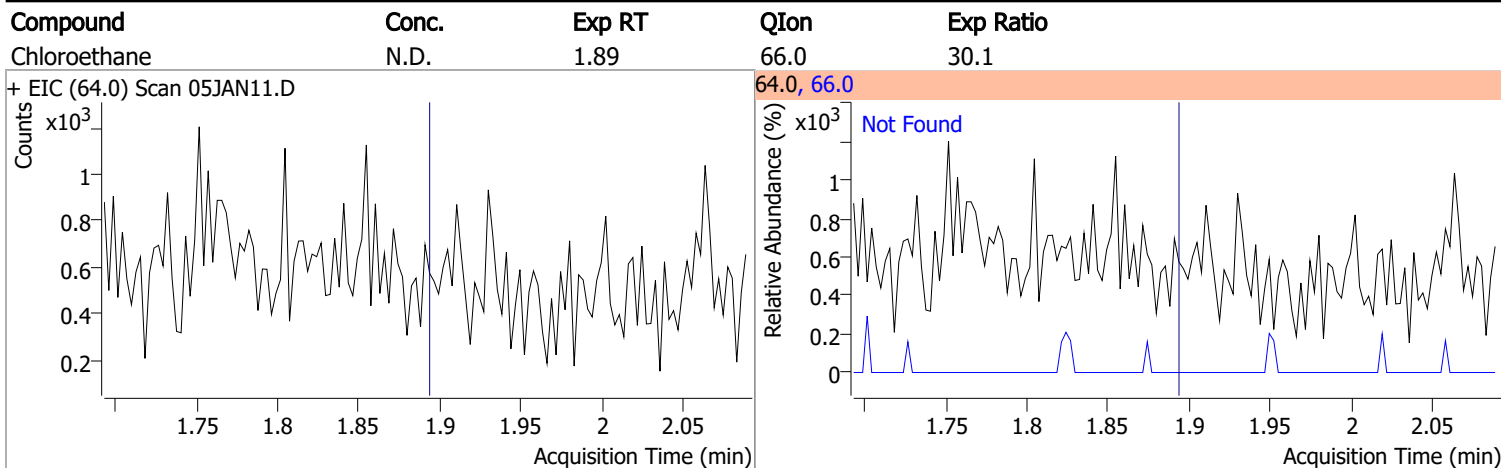 Compound Conc. Exp RT QIon Exp Ratio
Chloroethane N.D. 1.89 66.0 30.1
+ EIC (64.0) Scan 05JAN11.D
Counts
x10³
1
0.8
0.6
0.4
0.2
1.75 1.8 1.85 1.9 1.95 2 2.05
Acquisition Time (min)
64.0, 66.0
Relative Abundance (%)
x10³
Not Found
1
0.8
0.6
0.4
0.2
0
1.75 1.8 1.85 1.9 1.95 2 2.05
Acquisition Time (min)